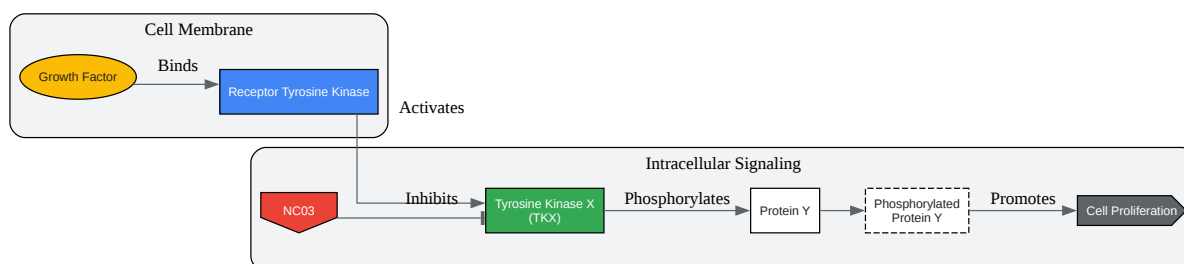 Cell Membrane
Growth Factor
Binds
Receptor Tyrosine Kinase
Activates
Intracellular Signaling
NC03
Inhibits
Tyrosine Kinase X
(TKX)
Phosphorylates
Protein Y
Phosphorylated
Protein Y
Promotes
Cell Proliferation